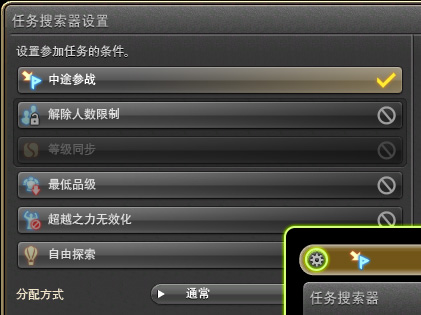 任务搜索器设置
设置参加任务的条件。
中途参战
解除人数限制
等级同步
最低品级
超越之力无效化
自由探索
分配方式
通常
任务搜索器